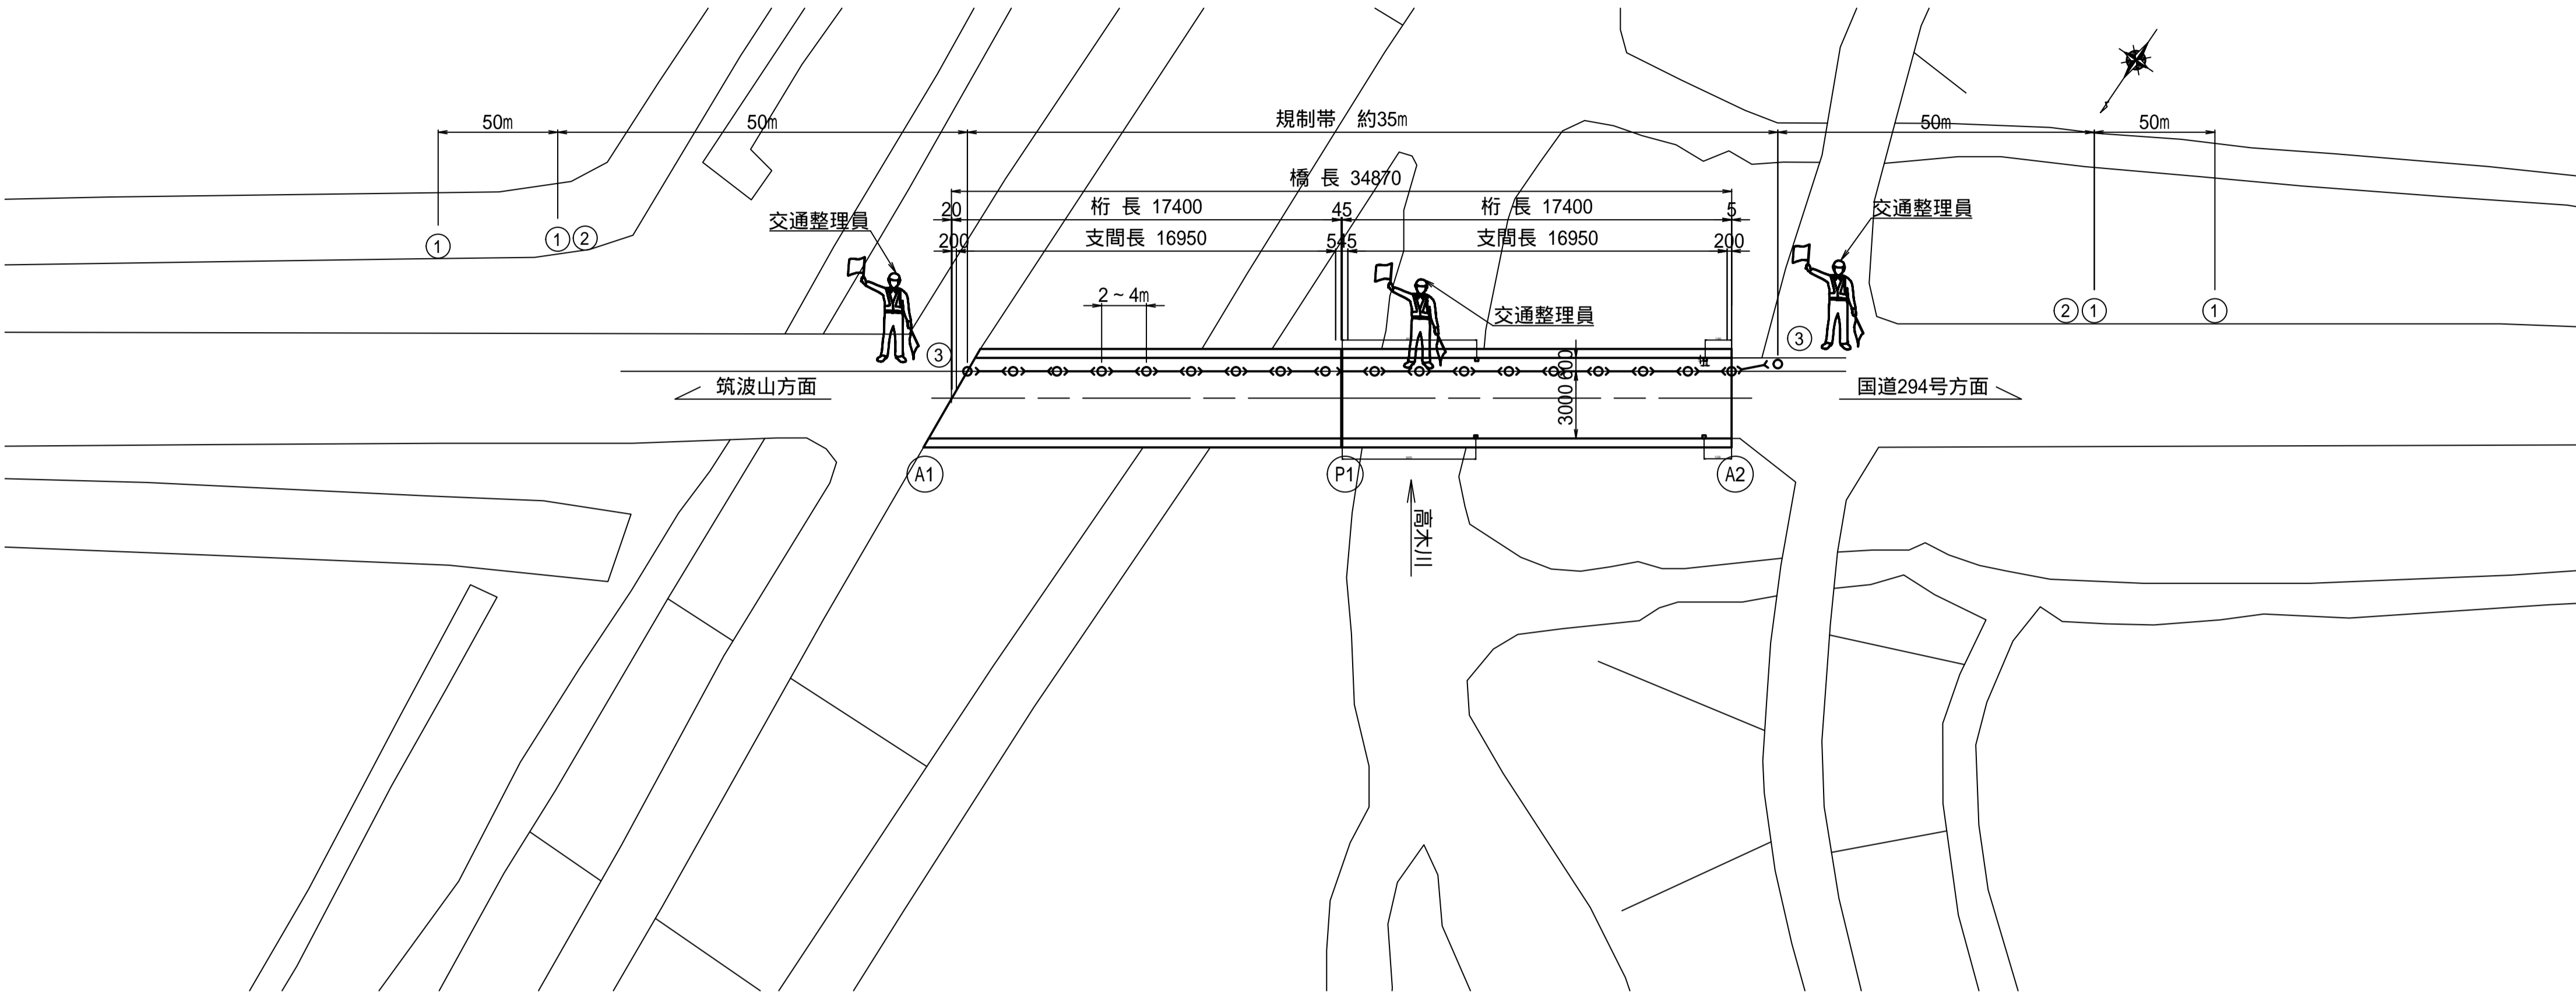 50m
50m
規制帯 約35m
50m
50m
橋 長 34870
20
桁 長 17400
45
桁 長 17400
5
200
支間長 16950
545
支間長 16950
200
交通整理員
交通整理員
①
①②
②①
①
2~4m
交通整理員
③
③
600
3000
筑波山方面
国道294号方面
A1
P1
A2
高木川